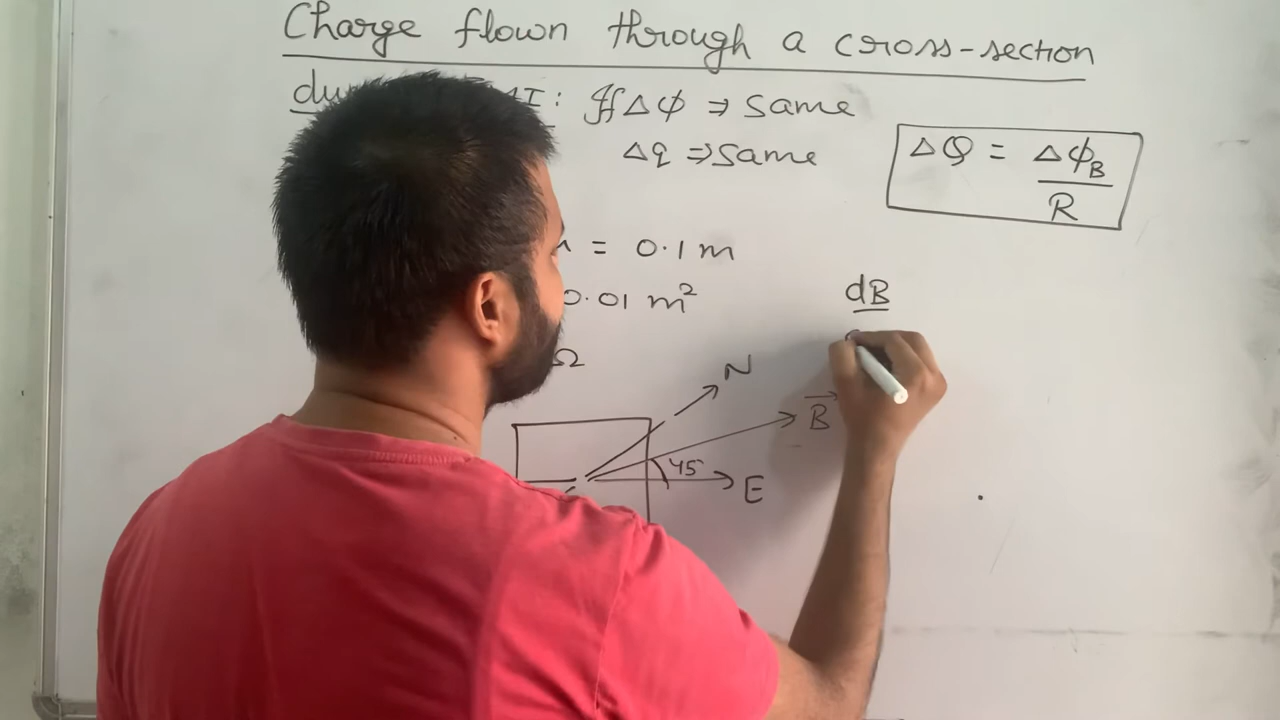 Charge flown through a cross-section
: If Δϕ ⇒ Same
Δq ⇒ Same
ΔQ = Δϕ_B / R
= 0.1 m
0.01 m²
Ω
dB
N
B⃗
45°
E